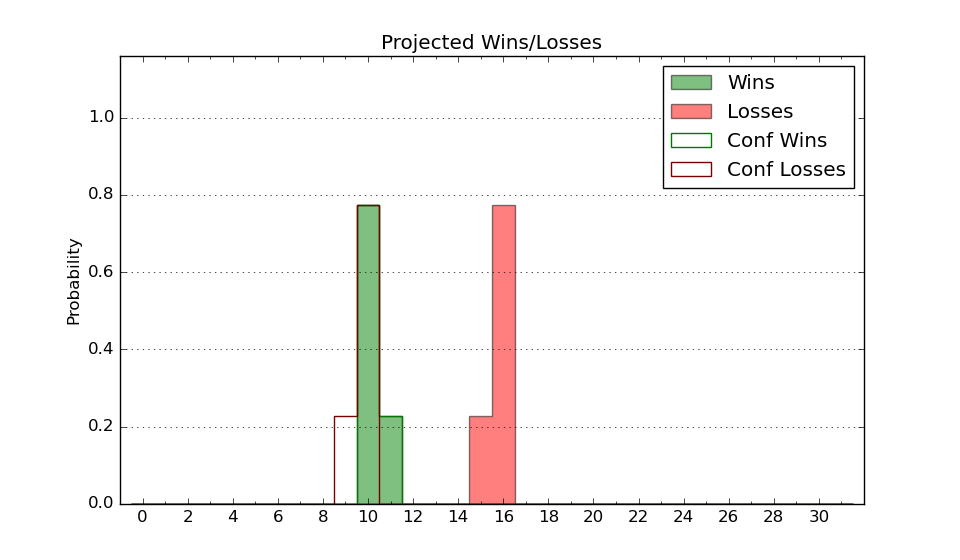 Projected Wins/Losses
Wins
Losses
Conf Wins
Conf Losses
Probability
1.0
0.8
0.6
0.4
0.2
0.0
0 2 4 6 8 10 12 14 16 18 20 22 24 26 28 30